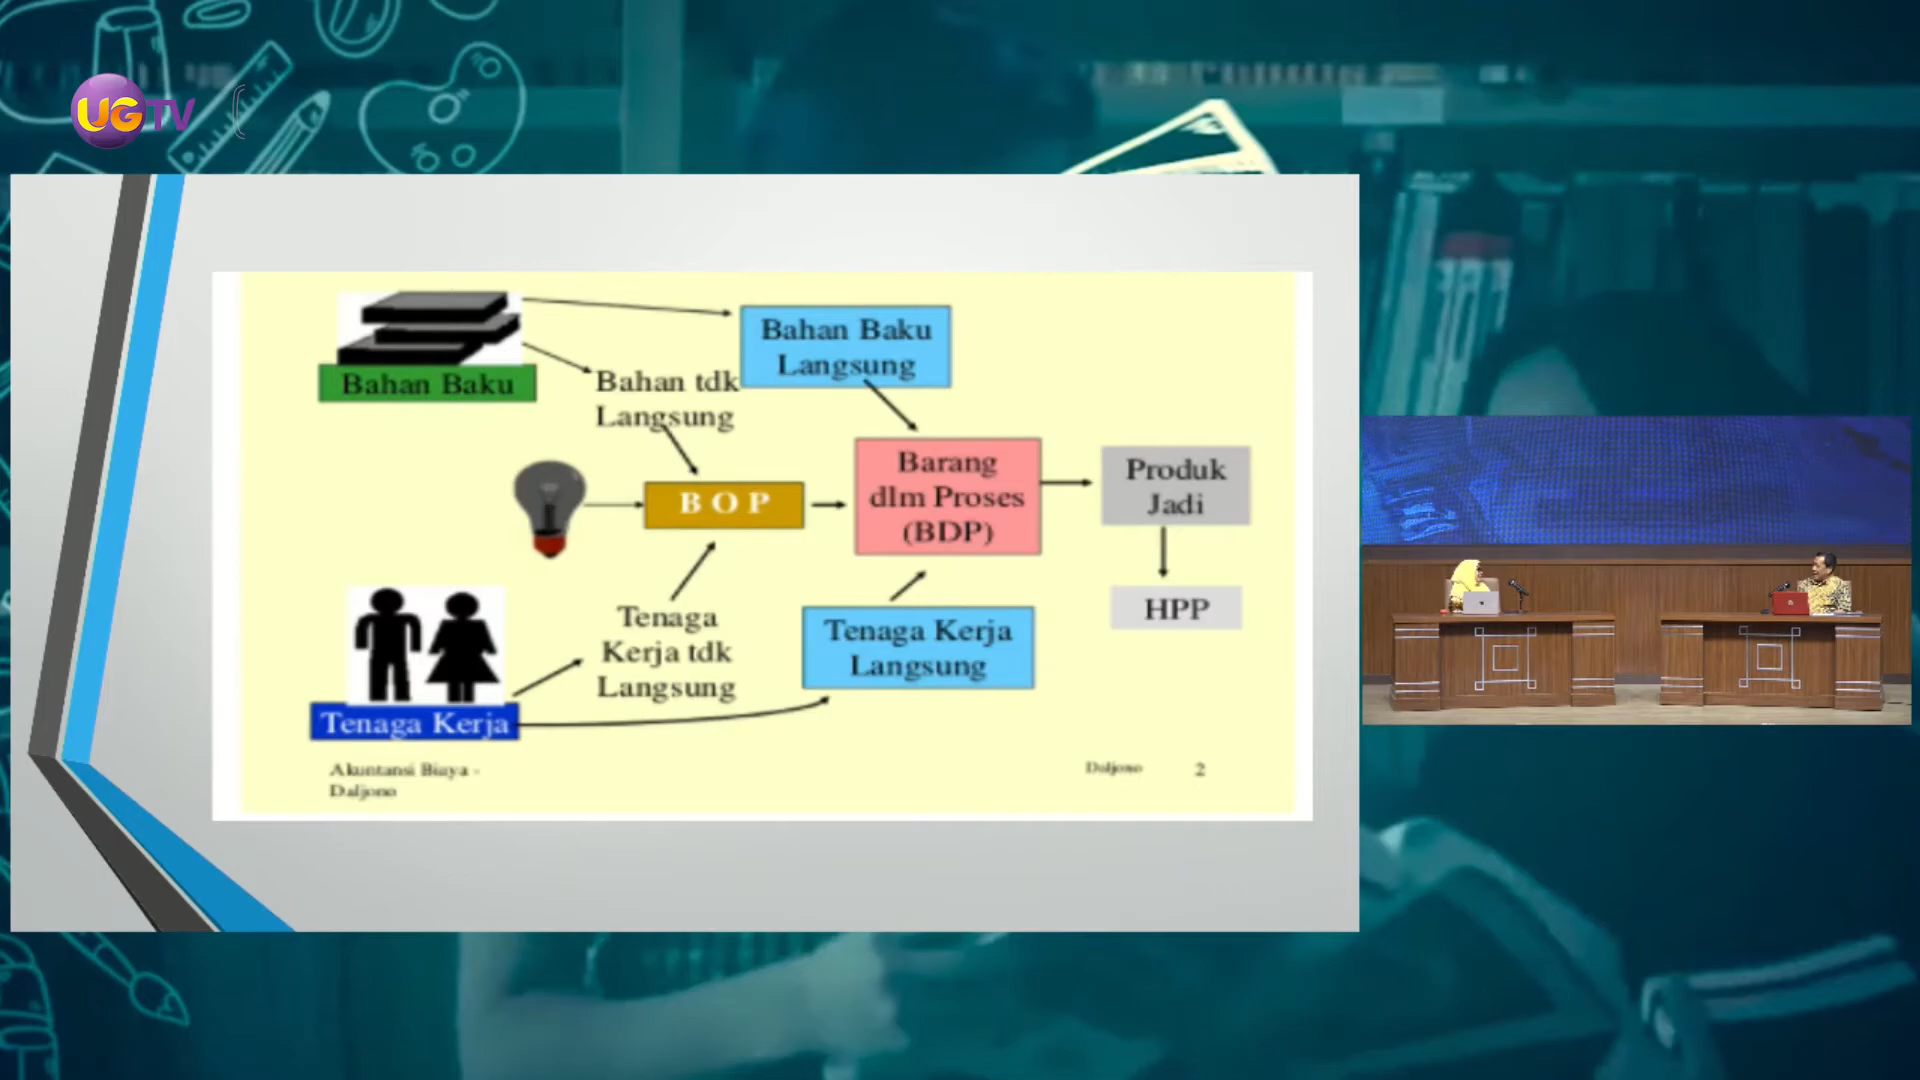 UGTV
Bahan Baku
Langsung
Bahan Baku
Bahan tdk
Langsung
Barang
dlm Proses
(BDP)
Produk
Jadi
B O P
HPP
Tenaga
Kerja tdk
Langsung
Tenaga Kerja
Langsung
Tenaga Kerja
Akuntansi Biaya -
Daljono
Daljono
2